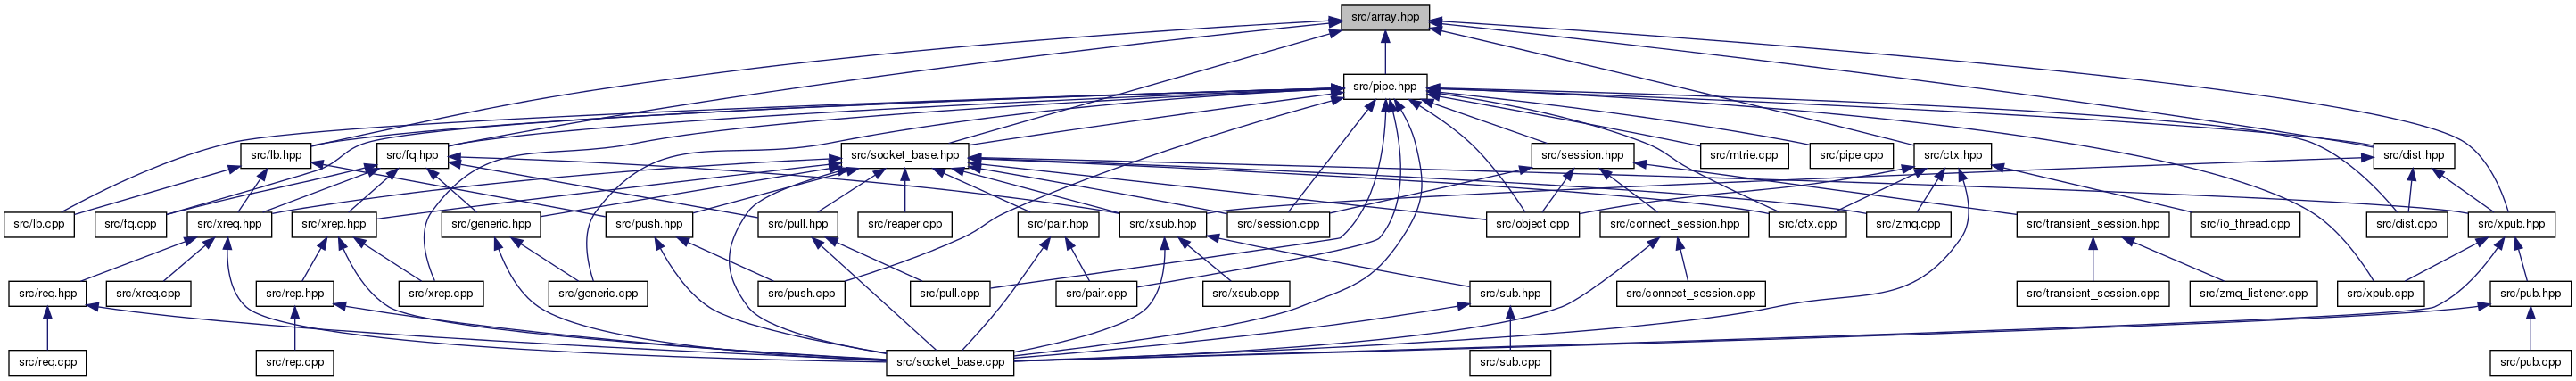 src/array.hpp
src/pipe.hpp
src/lb.hpp
src/fq.hpp
src/socket_base.hpp
src/session.hpp
src/mtrie.cpp
src/pipe.cpp
src/ctx.hpp
src/dist.hpp
src/lb.cpp
src/fq.cpp
src/xreq.hpp
src/xrep.hpp
src/generic.hpp
src/push.hpp
src/pull.hpp
src/reaper.cpp
src/pair.hpp
src/xsub.hpp
src/session.cpp
src/object.cpp
src/connect_session.hpp
src/ctx.cpp
src/zmq.cpp
src/transient_session.hpp
src/io_thread.cpp
src/dist.cpp
src/xpub.hpp
src/req.hpp
src/xreq.cpp
src/rep.hpp
src/xrep.cpp
src/generic.cpp
src/push.cpp
src/pull.cpp
src/pair.cpp
src/xsub.cpp
src/sub.hpp
src/connect_session.cpp
src/transient_session.cpp
src/zmq_listener.cpp
src/xpub.cpp
src/pub.hpp
src/req.cpp
src/rep.cpp
src/socket_base.cpp
src/sub.cpp
src/pub.cpp